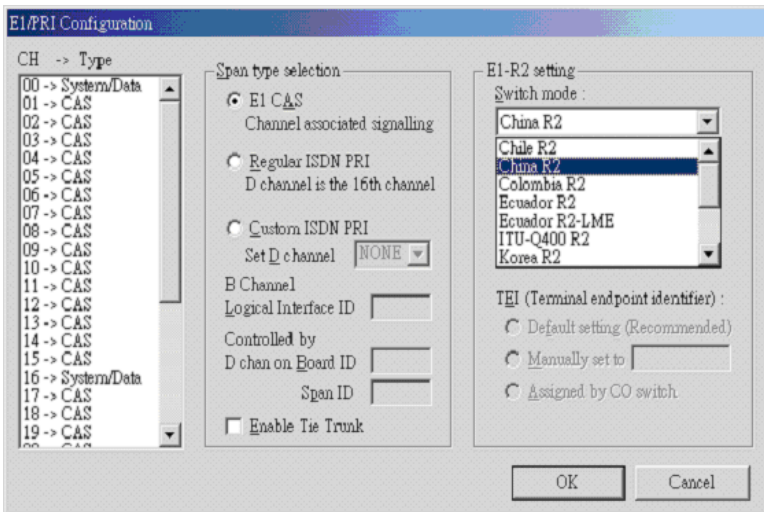 E1/PRI Configuration
CH -> Type
00 -> System/Data
01 -> CAS
02 -> CAS
03 -> CAS
04 -> CAS
05 -> CAS
06 -> CAS
07 -> CAS
08 -> CAS
09 -> CAS
10 -> CAS
11 -> CAS
12 -> CAS
13 -> CAS
14 -> CAS
15 -> CAS
16 -> System/Data
17 -> CAS
18 -> CAS
19 -> CAS
Span type selection
E1 CAS
Channel associated signalling
Regular ISDN PRI
D channel is the 16th channel
Custom ISDN PRI
Set D channel NONE
B Channel
Logical Interface ID
Controlled by
D chan on Board ID
Span ID
Enable Tie Trunk
E1-R2 setting
Switch mode :
China R2
Chile R2
China R2
Colombia R2
Ecuador R2
Ecuador R2-LME
ITU-Q400 R2
Korea R2
TEI (Terminal endpoint identifier) :
Default setting (Recommended)
Manually set to
Assigned by CO switch
OK
Cancel